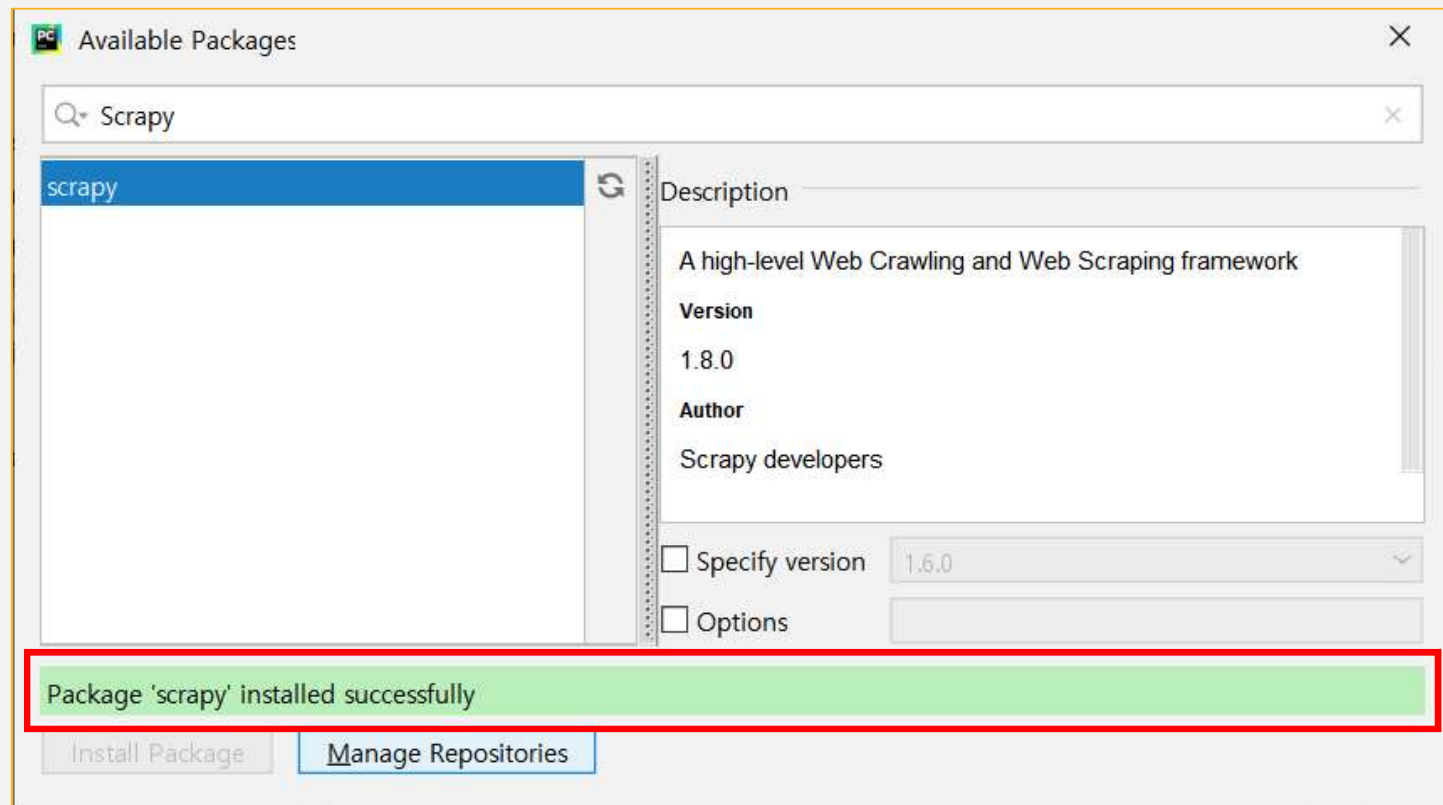 PC
Available Packages
Scrapy
scrapy
Description
A high-level Web Crawling and Web Scraping framework
Version
1.8.0
Author
Scrapy developers
Specify version 1.6.0
Options
Package 'scrapy' installed successfully
Install Package Manage Repositories